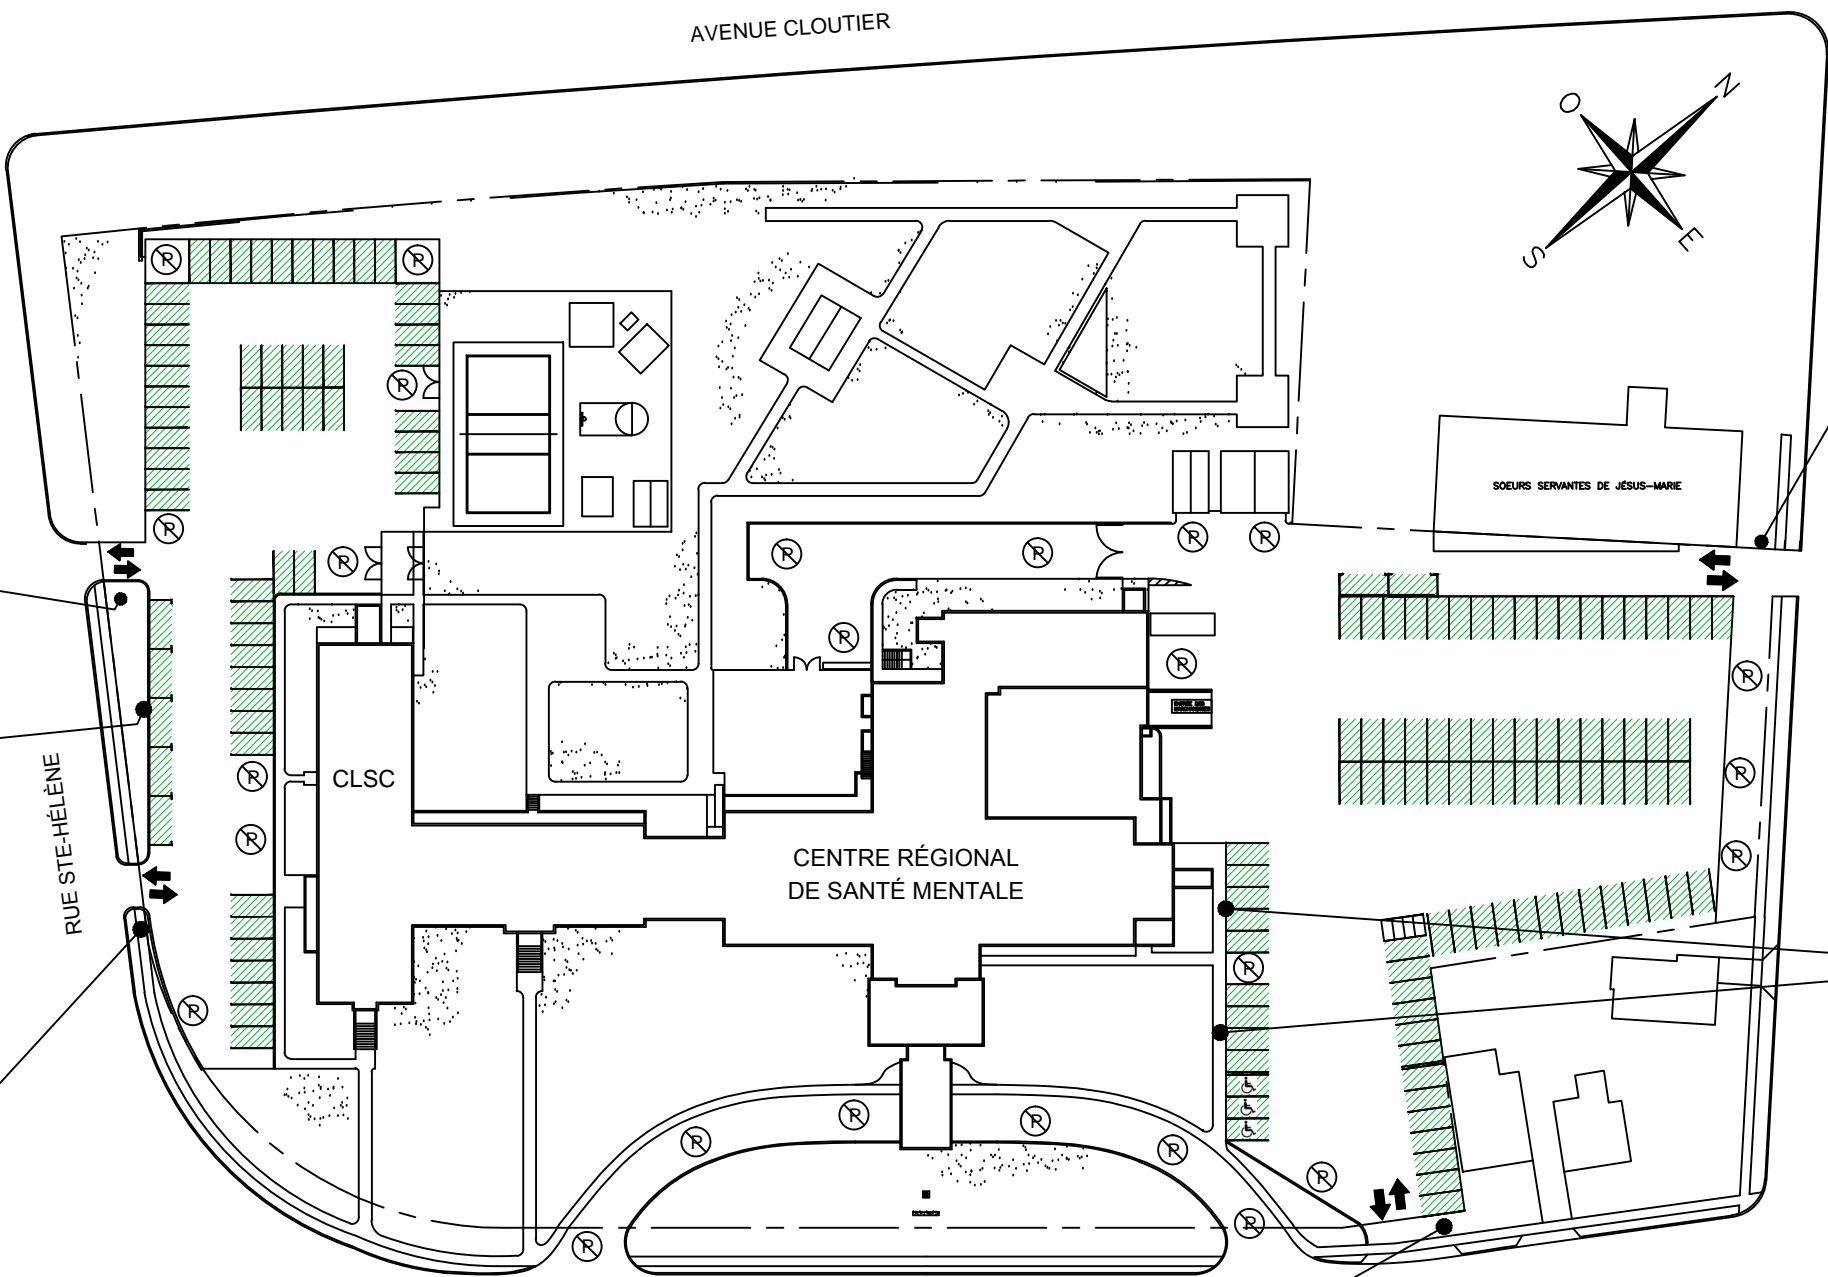 AVENUE CLOUTIER
O
N
S
E
SOEURS SERVANTES DE JÉSUS-MARIE
RUE STE-HÉLÈNE
CLSC
CENTRE RÉGIONAL
DE SANTÉ MENTALE